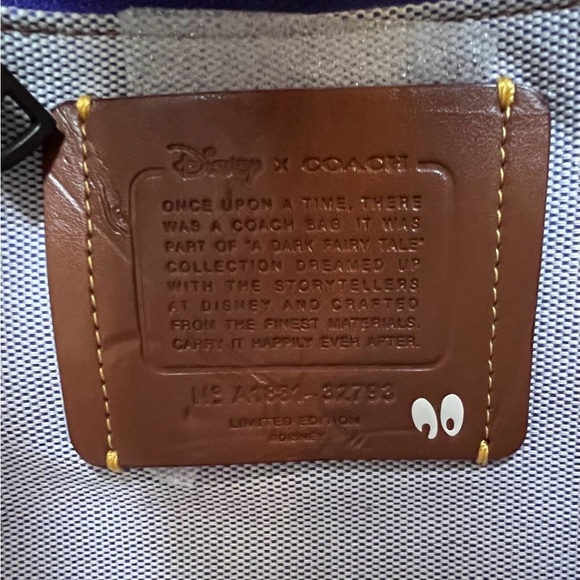 Disney x COACH
ONCE UPON A TIME, THERE
WAS A COACH BAG. IT WAS
PART OF "A DARK FAIRY TALE"
COLLECTION DREAMED UP
WITH THE STORYTELLERS
AT DISNEY AND CRAFTED
FROM THE FINEST MATERIALS.
CARRY IT HAPPILY EVER AFTER.
LIMITED EDITION
©DISNEY